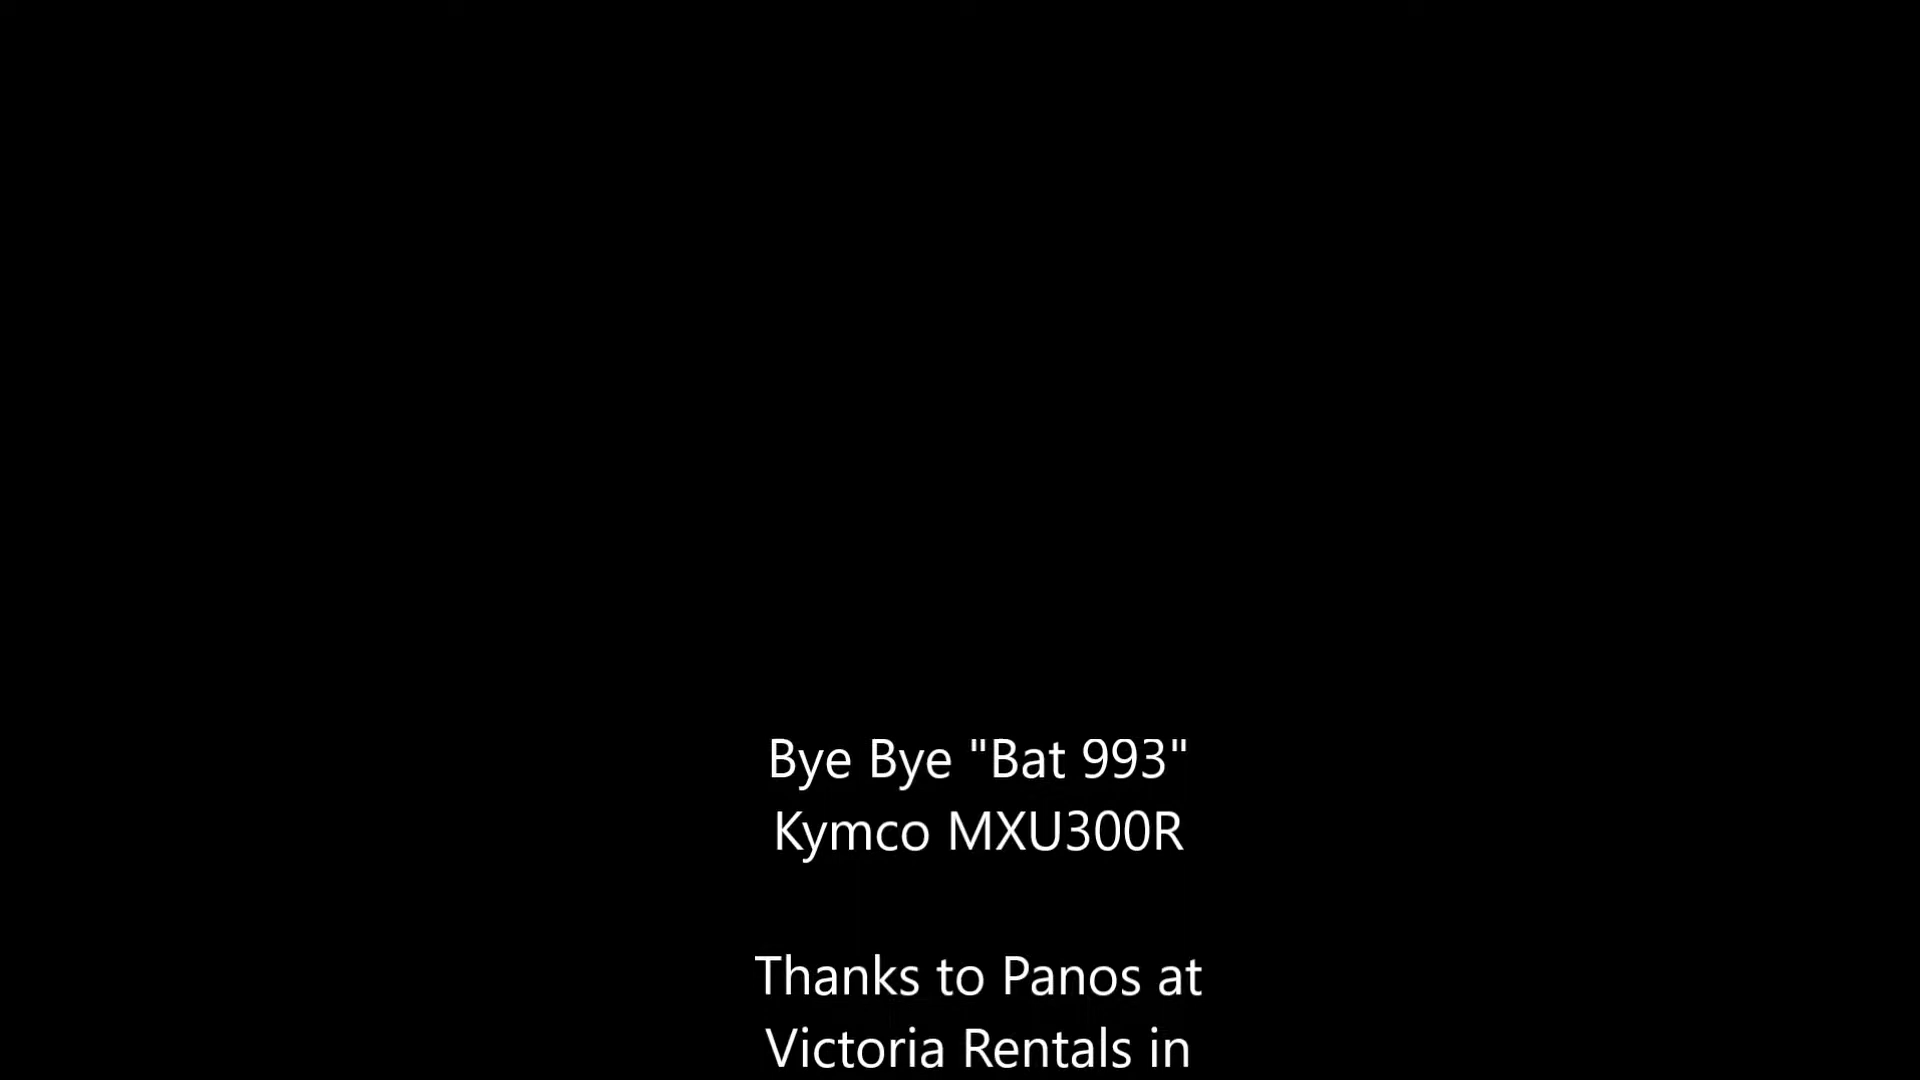 Bye Bye "Bat 993"
Kymco MXU300R
Thanks to Panos at
Victoria Rentals in